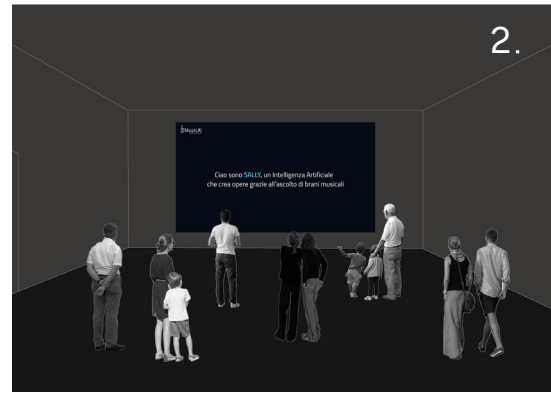 2.
MusicAI
Ciao sono SALLY, un Intelligenza Artificiale
che crea opere grazie all'ascolto di brani musicali